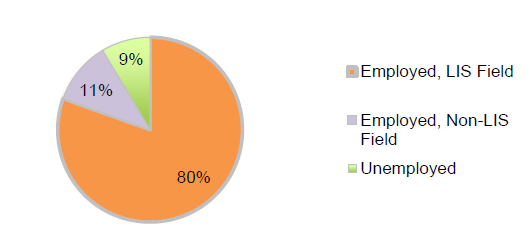 9%
11%
80%
Employed, LIS Field
Employed, Non-LIS
Field
Unemployed